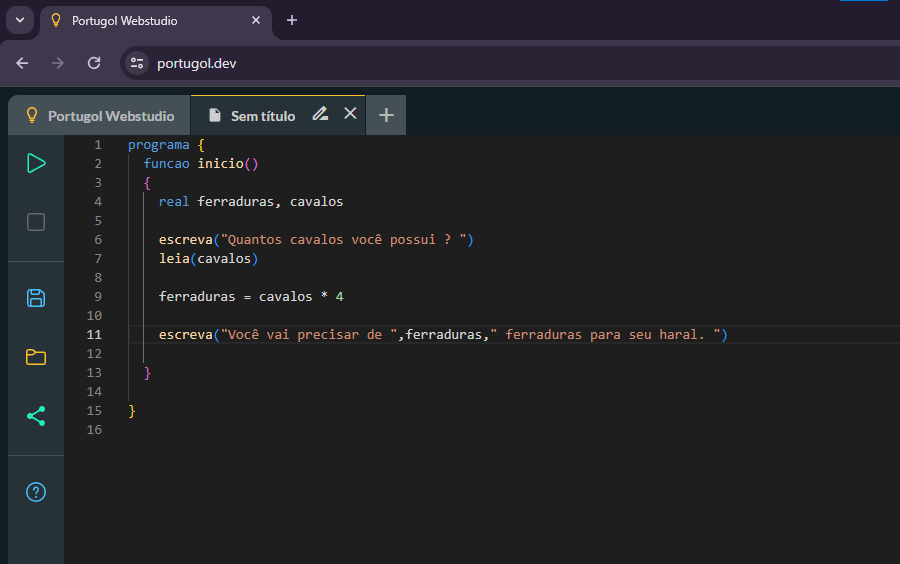 Portugol Webstudio
portugol.dev
Portugol Webstudio Sem título
1 programa {
2 funcao inicio()
3 {
4 real ferraduras, cavalos
5
6 escreva("Quantos cavalos você possui ? ")
7 leia(cavalos)
8
9 ferraduras = cavalos * 4
10
11 escreva("Você vai precisar de ",ferraduras," ferraduras para seu haral. ")
12
13 }
14
15 }
16